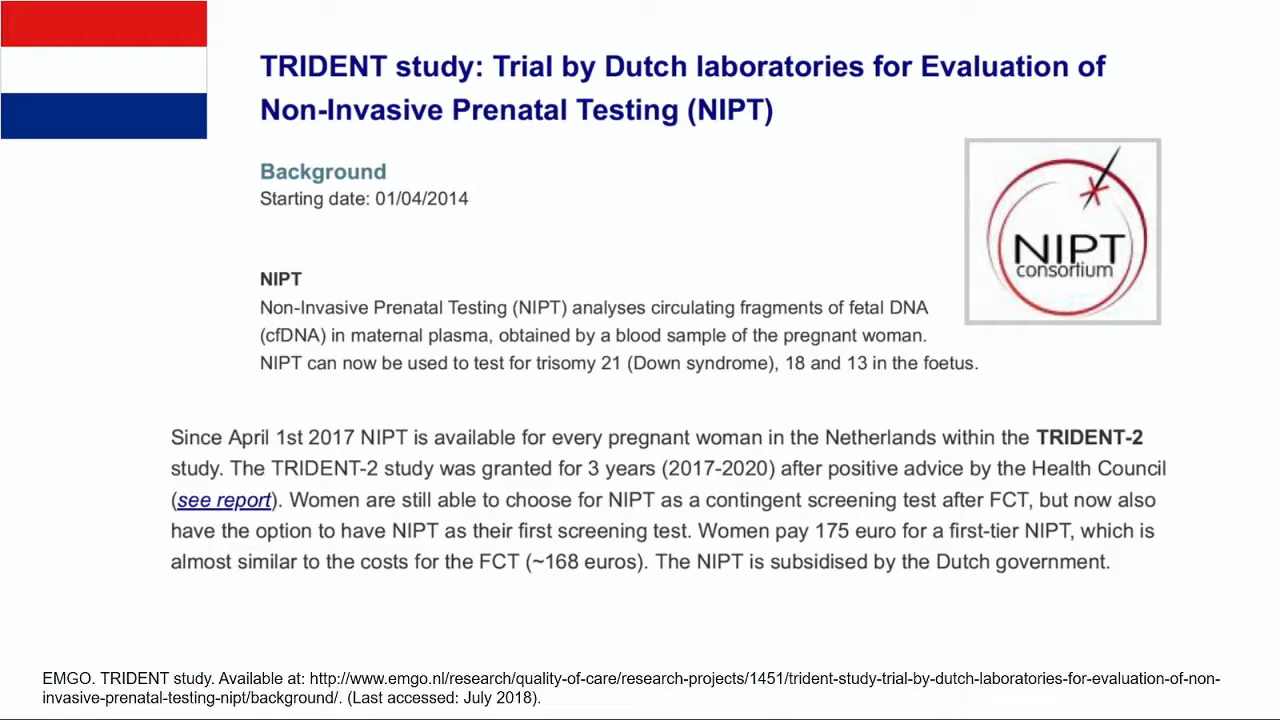 TRIDENT study: Trial by Dutch laboratories for Evaluation of
Non-Invasive Prenatal Testing (NIPT)
Background
Starting date: 01/04/2014
NIPT
consortium
NIPT
Non-Invasive Prenatal Testing (NIPT) analyses circulating fragments of fetal DNA
(cfDNA) in maternal plasma, obtained by a blood sample of the pregnant woman.
NIPT can now be used to test for trisomy 21 (Down syndrome), 18 and 13 in the foetus.
Since April 1st 2017 NIPT is available for every pregnant woman in the Netherlands within the TRIDENT-2
study. The TRIDENT-2 study was granted for 3 years (2017-2020) after positive advice by the Health Council
(see report). Women are still able to choose for NIPT as a contingent screening test after FCT, but now also
have the option to have NIPT as their first screening test. Women pay 175 euro for a first-tier NIPT, which is
almost similar to the costs for the FCT (~168 euros). The NIPT is subsidised by the Dutch government.
EMGO. TRIDENT study. Available at: http://www.emgo.nl/research/quality-of-care/research-projects/1451/trident-study-trial-by-dutch-laboratories-for-evaluation-of-non-
invasive-prenatal-testing-nipt/background/. (Last accessed: July 2018).